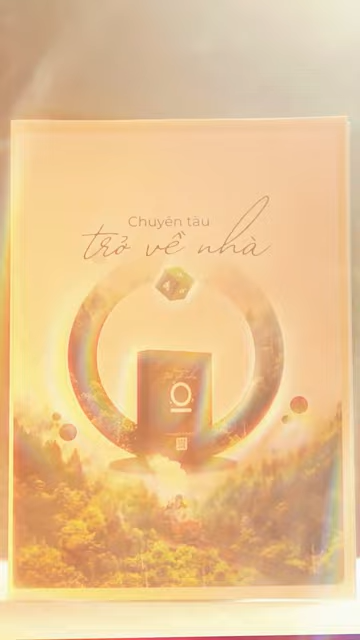 Chuyến tàu
trở về nhà